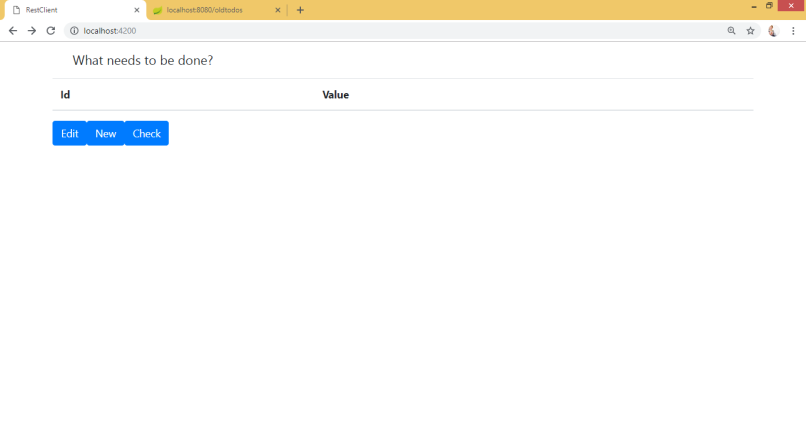 RestClient
localhost:8080/oldtodos
localhost:4200
What needs to be done?
Id Value
Edit New Check